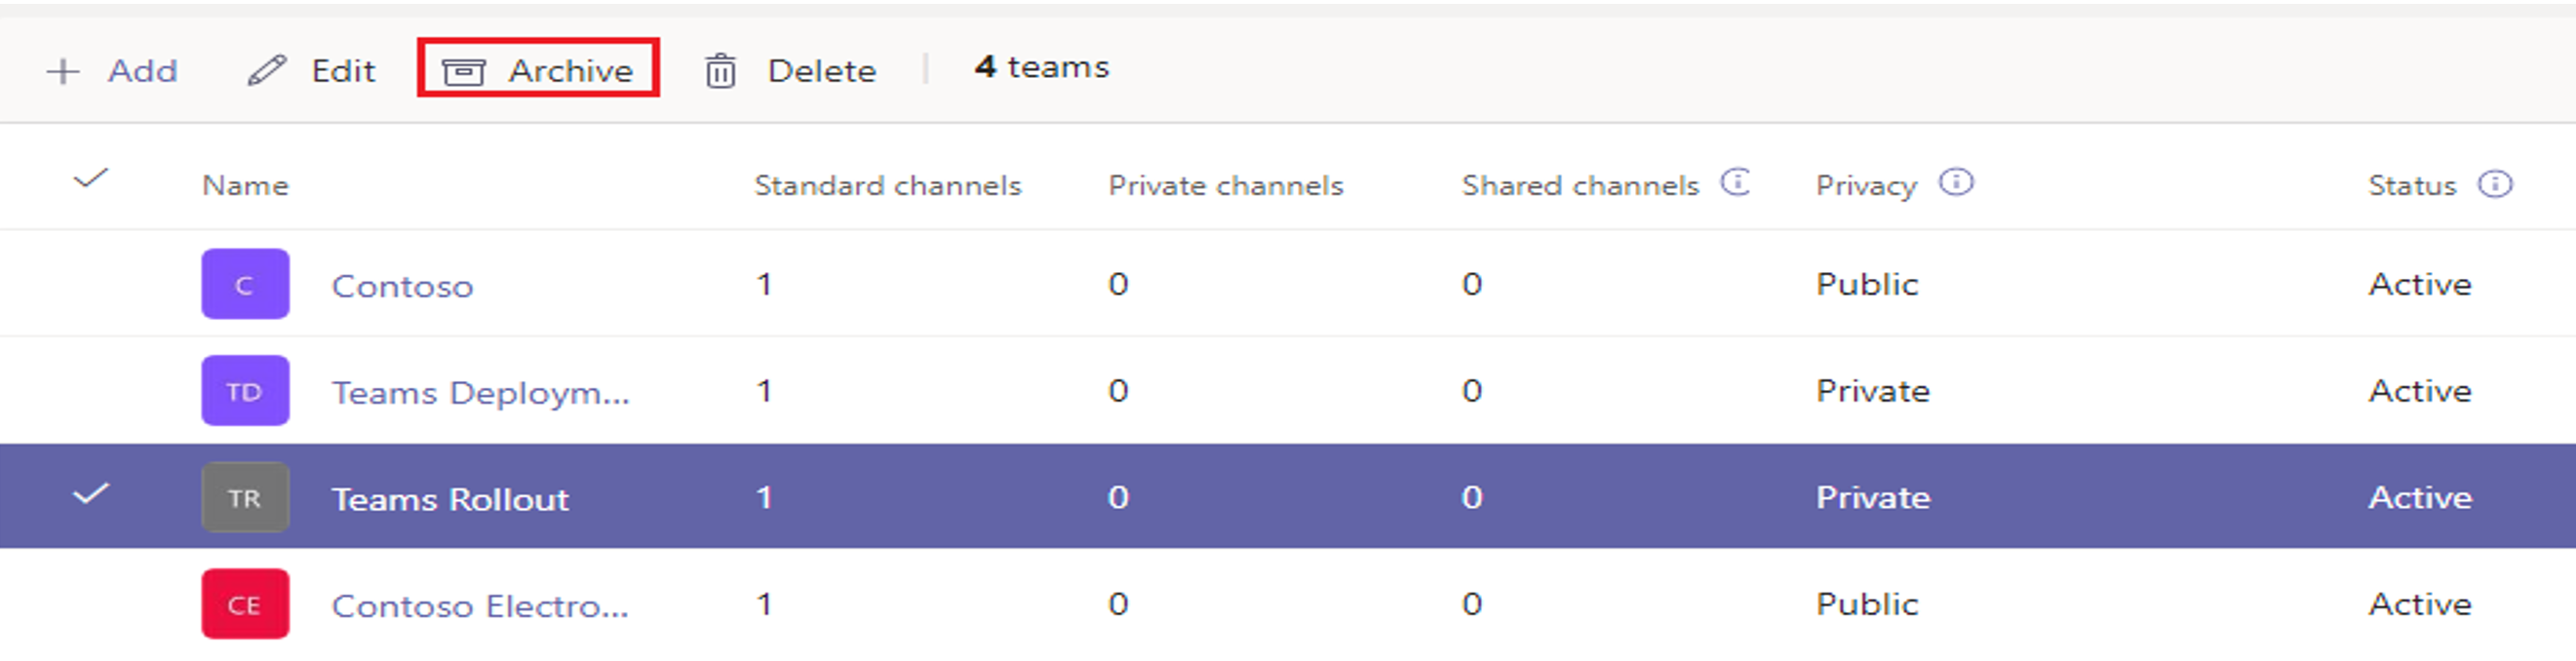 Add Edit Archive Delete 4 teams
Name Standard channels Private channels Shared channels Privacy Status
C Contoso 1 0 0 Public Active
TD Teams Deploym... 1 0 0 Private Active
TR Teams Rollout 1 0 0 Private Active
CE Contoso Electro... 1 0 0 Public Active